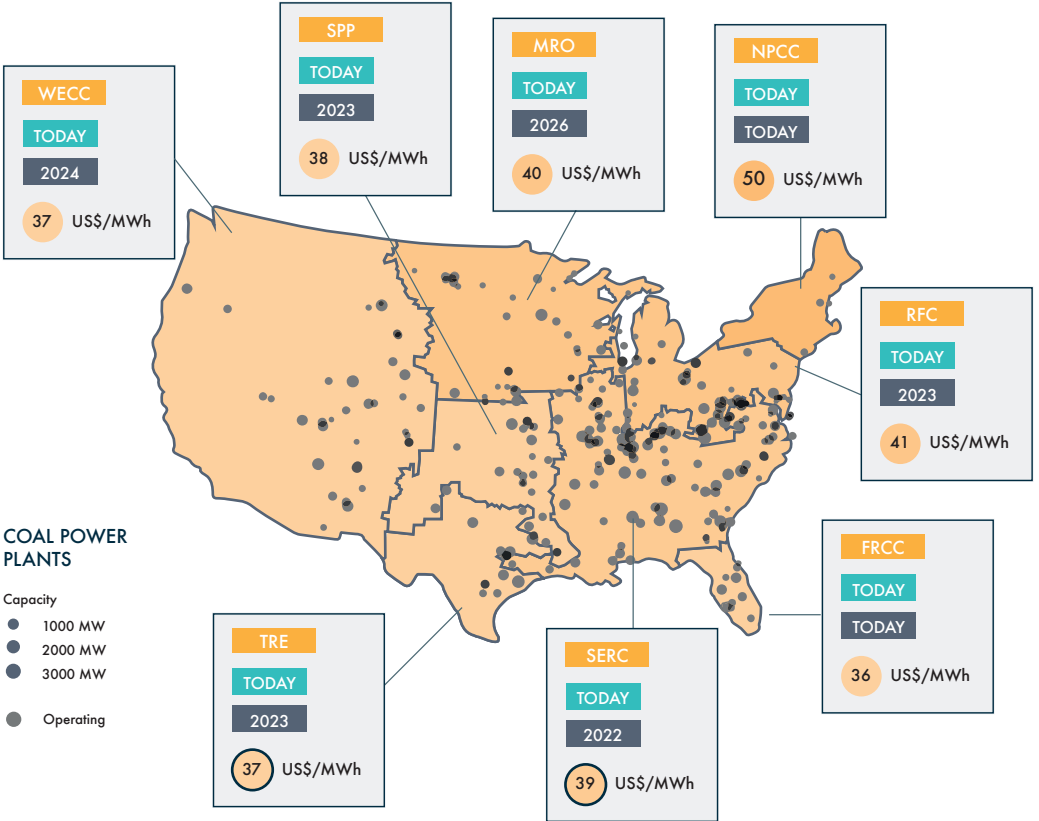 WECC
TODAY
2024
37 US$/MWh
SPP
TODAY
2023
38 US$/MWh
MRO
TODAY
2026
40 US$/MWh
NPCC
TODAY
TODAY
50 US$/MWh
RFC
TODAY
2023
41 US$/MWh
COAL POWER
PLANTS
Capacity
1000 MW
2000 MW
3000 MW
Operating
TRE
TODAY
2023
37 US$/MWh
SERC
TODAY
2022
39 US$/MWh
FRCC
TODAY
TODAY
36 US$/MWh